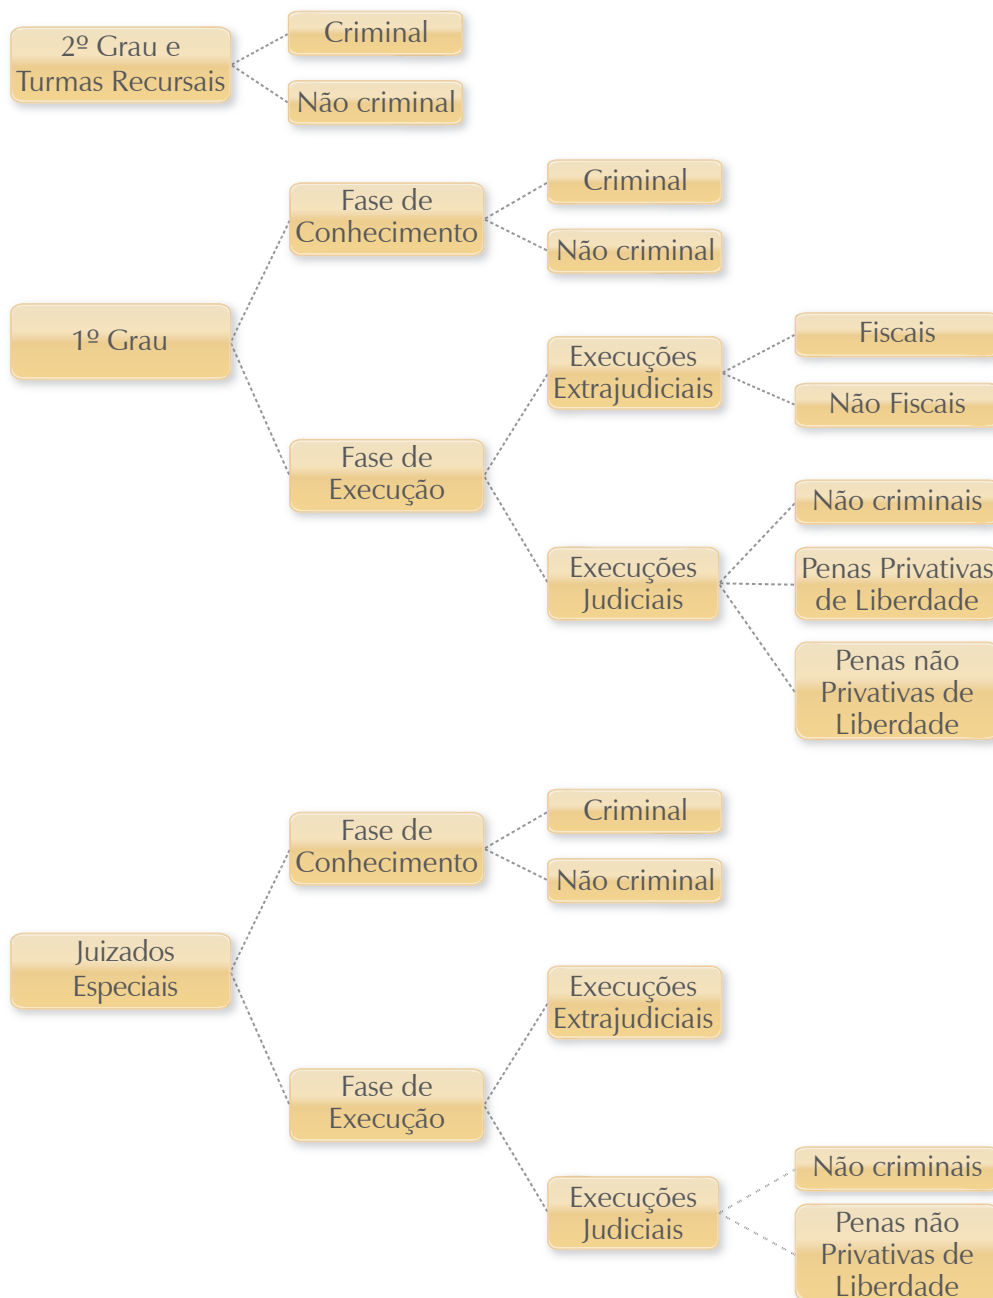 2º Grau e
Turmas Recursais
Criminal
Não criminal
1º Grau
Fase de
Conhecimento
Criminal
Não criminal
Fase de
Execução
Execuções
Extrajudiciais
Fiscais
Não Fiscais
Execuções
Judiciais
Não criminais
Penas Privativas
de Liberdade
Penas não
Privativas de
Liberdade
Juizados
Especiais
Fase de
Conhecimento
Criminal
Não criminal
Fase de
Execução
Execuções
Extrajudiciais
Execuções
Judiciais
Não criminais
Penas não
Privativas de
Liberdade